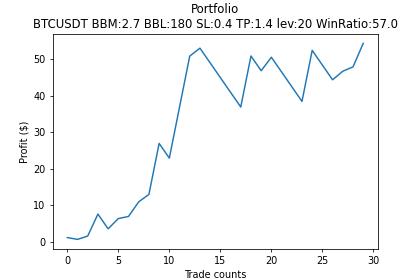 Portfolio
BTCUSDT BBM:2.7 BBL:180 SL:0.4 TP:1.4 lev:20 WinRatio:57.0
50
40
30
20
10
0
Profit ($)
0 5 10 15 20 25 30
Trade counts